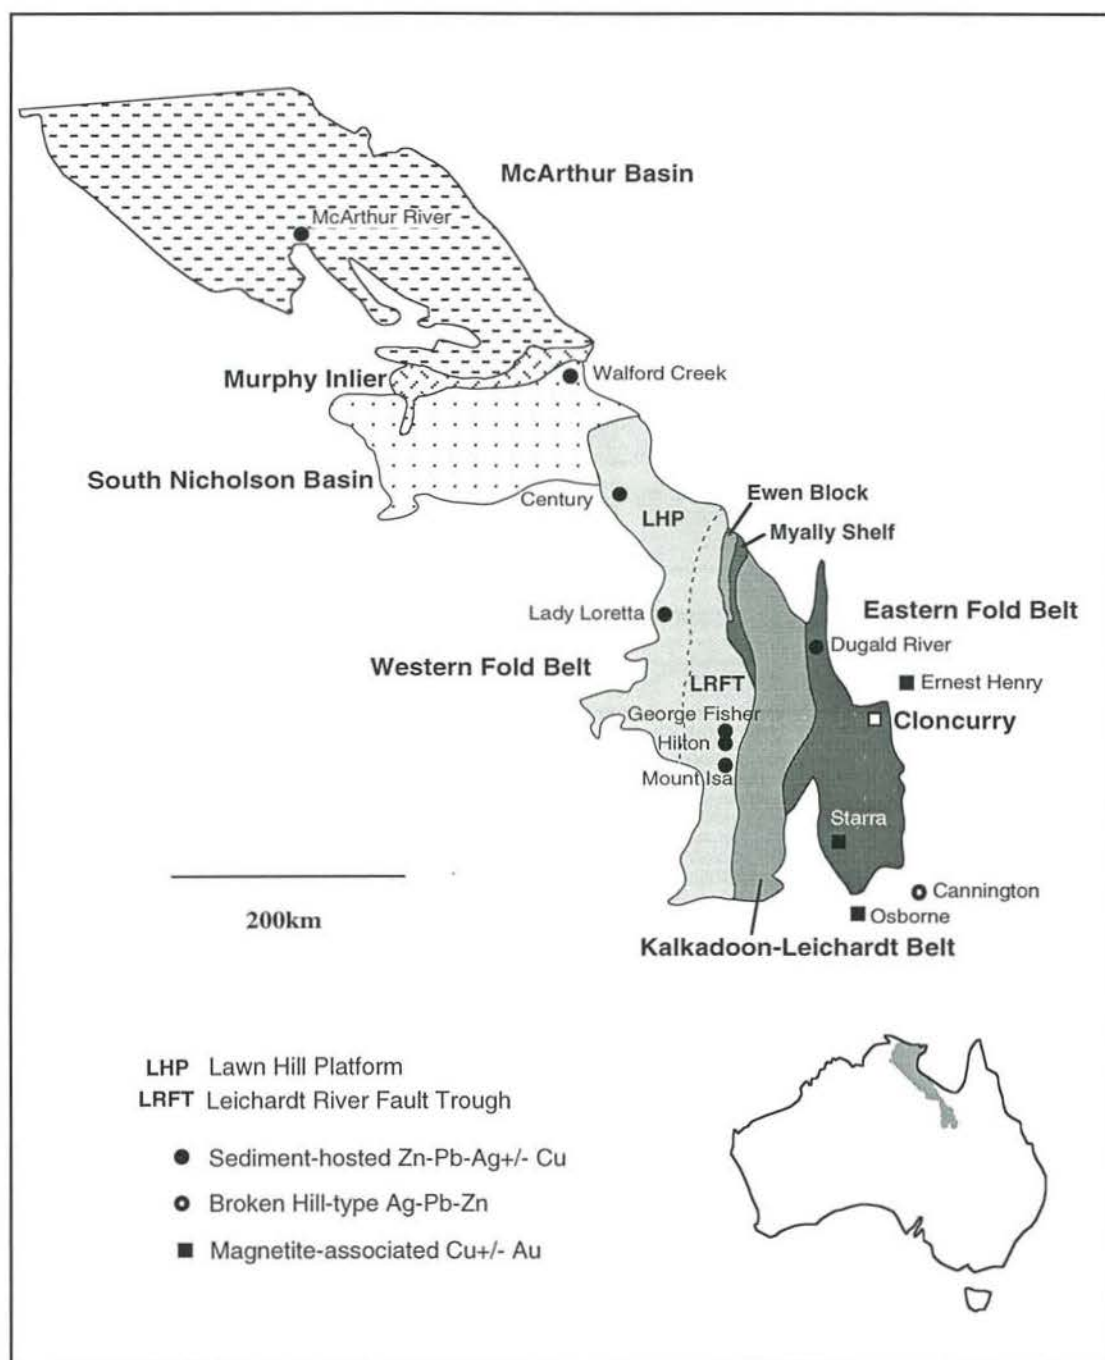 McArthur Basin
McArthur River
Murphy Inlier
Walford Creek
South Nicholson Basin
Century
LHP
Ewen Block
Myally Shelf
Lady Loretta
Eastern Fold Belt
Dugald River
Western Fold Belt
LRFT
Ernest Henry
George Fisher
Cloncurry
Hilton
Mount Isa
Starra
Cannington
Osborne
200km
Kalkadoon-Leichardt Belt
LHP Lawn Hill Platform
LRFT Leichardt River Fault Trough
Sediment-hosted Zn-Pb-Ag+/- Cu
Broken Hill-type Ag-Pb-Zn
Magnetite-associated Cu+/- Au